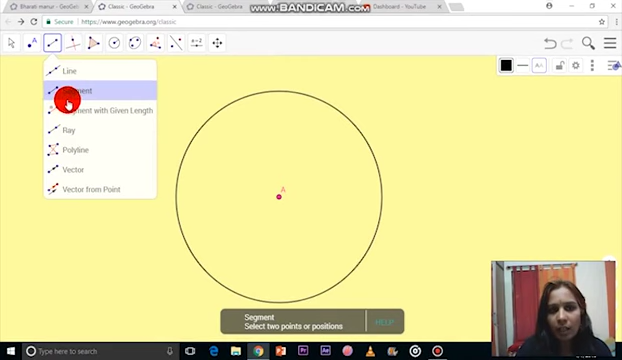 Bharati manur - GeoGebra
Classic - GeoGebra
Classic - GeoGebra
Dashboard - YouTube
WWW.BANDICAM.COM
Secure
https://www.geogebra.org/classic
A
a=2
AA
Line
Segment
Segment with Given Length
Ray
Polyline
Vector
Vector from Point
A
Segment
Select two points or positions
HELP
Type here to search